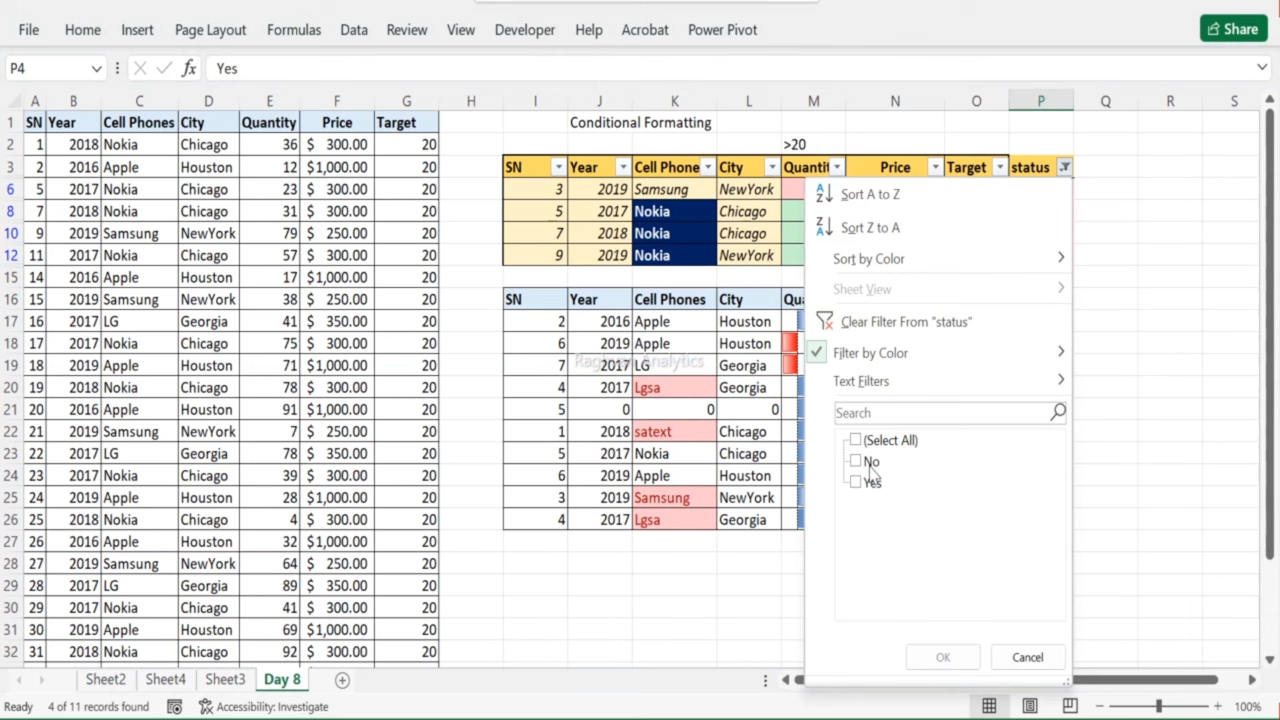 File Home Insert Page Layout Formulas Data Review View Developer Help Acrobat Power Pivot Share
P4 fx Yes
A B C D E F G H I J K L M N O P Q R S
1 SN Year Cell Phones City Quantity Price Target Conditional Formatting
2 1 2018 Nokia Chicago 36 $ 300.00 20 >20
3 2 2016 Apple Houston 12 $1,000.00 20 SN Year Cell Phone City Quantit Price Target status
6 5 2017 Nokia Chicago 23 $ 300.00 20 3 2019 Samsung NewYork
8 7 2018 Nokia Chicago 31 $ 300.00 20 5 2017 Nokia Chicago
10 9 2019 Samsung NewYork 79 $ 250.00 20 7 2018 Nokia Chicago
12 11 2017 Nokia Chicago 57 $ 300.00 20 9 2019 Nokia NewYork
15 14 2016 Apple Houston 17 $1,000.00 20
16 15 2019 Samsung NewYork 38 $ 250.00 20 SN Year Cell Phones City Qua
17 16 2017 LG Georgia 41 $ 350.00 20 2 2016 Apple Houston
18 17 2017 Nokia Chicago 75 $ 300.00 20 6 2019 Apple Houston
19 18 2019 Apple Houston 71 $1,000.00 20 7 2017 LG Georgia
20 19 2018 Nokia Chicago 78 $ 300.00 20 4 2017 Lgsa Georgia
21 20 2016 Apple Houston 91 $1,000.00 20 5 0 0 0
22 21 2019 Samsung NewYork 7 $ 250.00 20 1 2018 satext Chicago
23 22 2017 LG Georgia 78 $ 350.00 20 5 2017 Nokia Chicago
24 23 2017 Nokia Chicago 39 $ 300.00 20 6 2019 Apple Houston
25 24 2019 Apple Houston 28 $1,000.00 20 3 2019 Samsung NewYork
26 25 2018 Nokia Chicago 4 $ 300.00 20 4 2017 Lgsa Georgia
27 26 2016 Apple Houston 32 $1,000.00 20
28 27 2019 Samsung NewYork 64 $ 250.00 20
29 28 2017 LG Georgia 89 $ 350.00 20
30 29 2017 Nokia Chicago 41 $ 300.00 20
31 30 2019 Apple Houston 69 $1,000.00 20
32 31 2018 Nokia Chicago 92 $ 300.00 20
Analytics
Sort A to Z
Sort Z to A
Sort by Color
Sheet View
Clear Filter From "status"
Filter by Color
Text Filters
Search
(Select All)
No
Yes
OK Cancel
Sheet2 Sheet4 Sheet3 Day 8
Ready 4 of 11 records found Accessibility: Investigate 100%